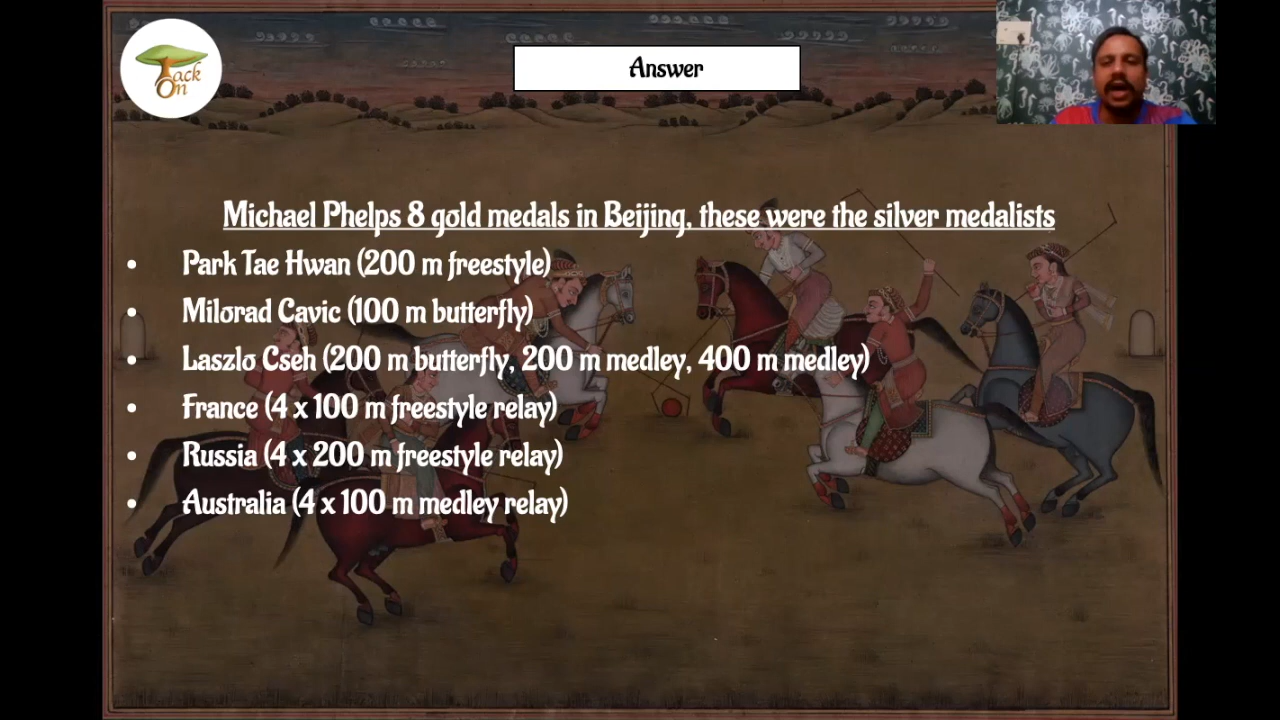 Tack
On
Answer
Michael Phelps 8 gold medals in Beijing, these were the silver medalists
• Park Tae Hwan (200 m freestyle)
• Milorad Cavic (100 m butterfly)
• Laszlo Cseh (200 m butterfly, 200 m medley, 400 m medley)
• France (4 x 100 m freestyle relay)
• Russia (4 x 200 m freestyle relay)
• Australia (4 x 100 m medley relay)